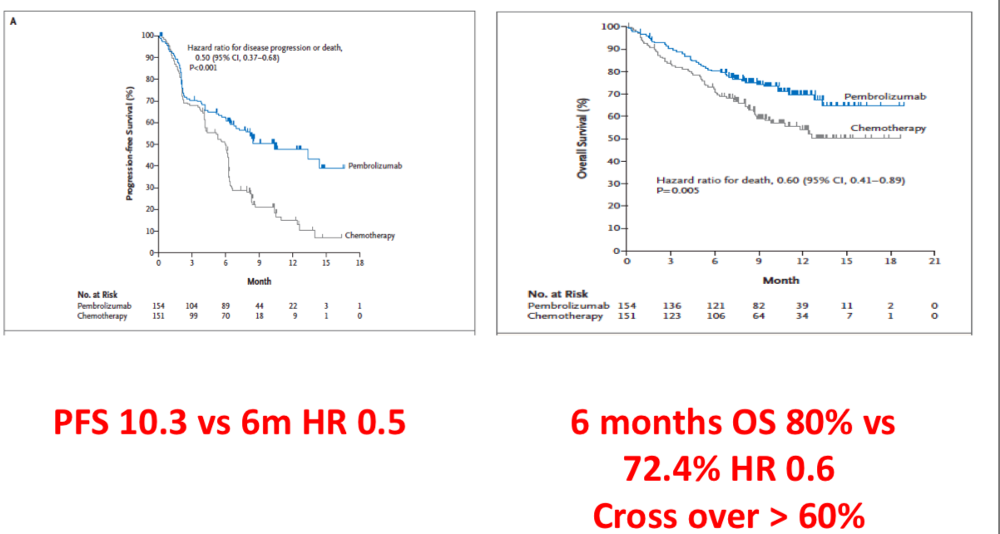 A
Hazard ratio for disease progression or death,
0.50 (95% CI, 0.37–0.68)
P<0.001
Progression-free Survival (%)
100
90
80
70
60
50
40
30
20
10
0
Pembrolizumab
Chemotherapy
0 3 6 9 12 15 18
Month
No. at Risk
Pembrolizumab 154 104 89 44 22 3 1
Chemotherapy 151 99 70 18 9 1 0
Overall Survival (%)
100
90
80
70
60
50
40
30
20
10
0
Pembrolizumab
Chemotherapy
Hazard ratio for death, 0.60 (95% CI, 0.41–0.89)
P=0.005
0 3 6 9 12 15 18 21
Month
No. at Risk
Pembrolizumab 154 136 121 82 39 11 2 0
Chemotherapy 151 123 106 64 34 7 1 0
PFS 10.3 vs 6m HR 0.5
6 months OS 80% vs
72.4% HR 0.6
Cross over > 60%